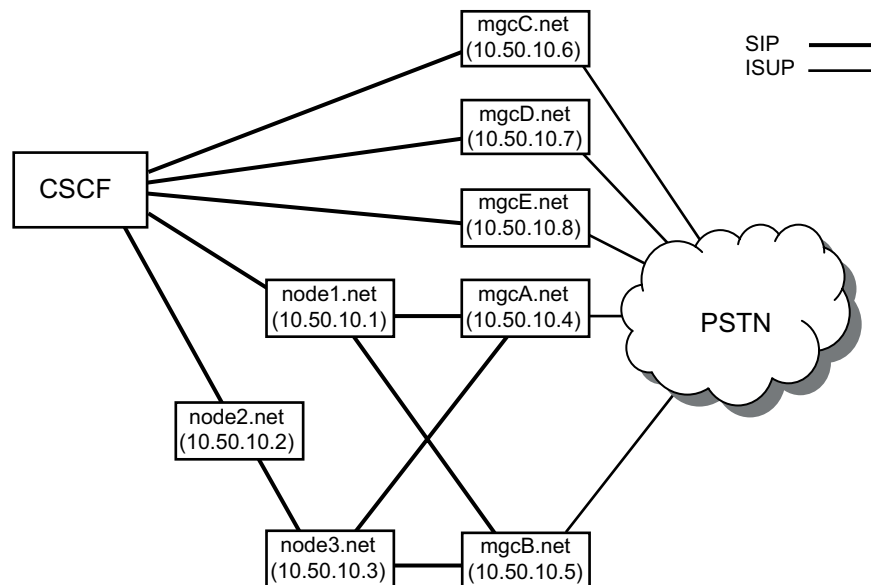 mgcC.net
(10.50.10.6)
SIP
ISUP
mgcD.net
(10.50.10.7)
CSCF
mgcE.net
(10.50.10.8)
node1.net
(10.50.10.1)
mgcA.net
(10.50.10.4)
PSTN
node2.net
(10.50.10.2)
node3.net
(10.50.10.3)
mgcB.net
(10.50.10.5)